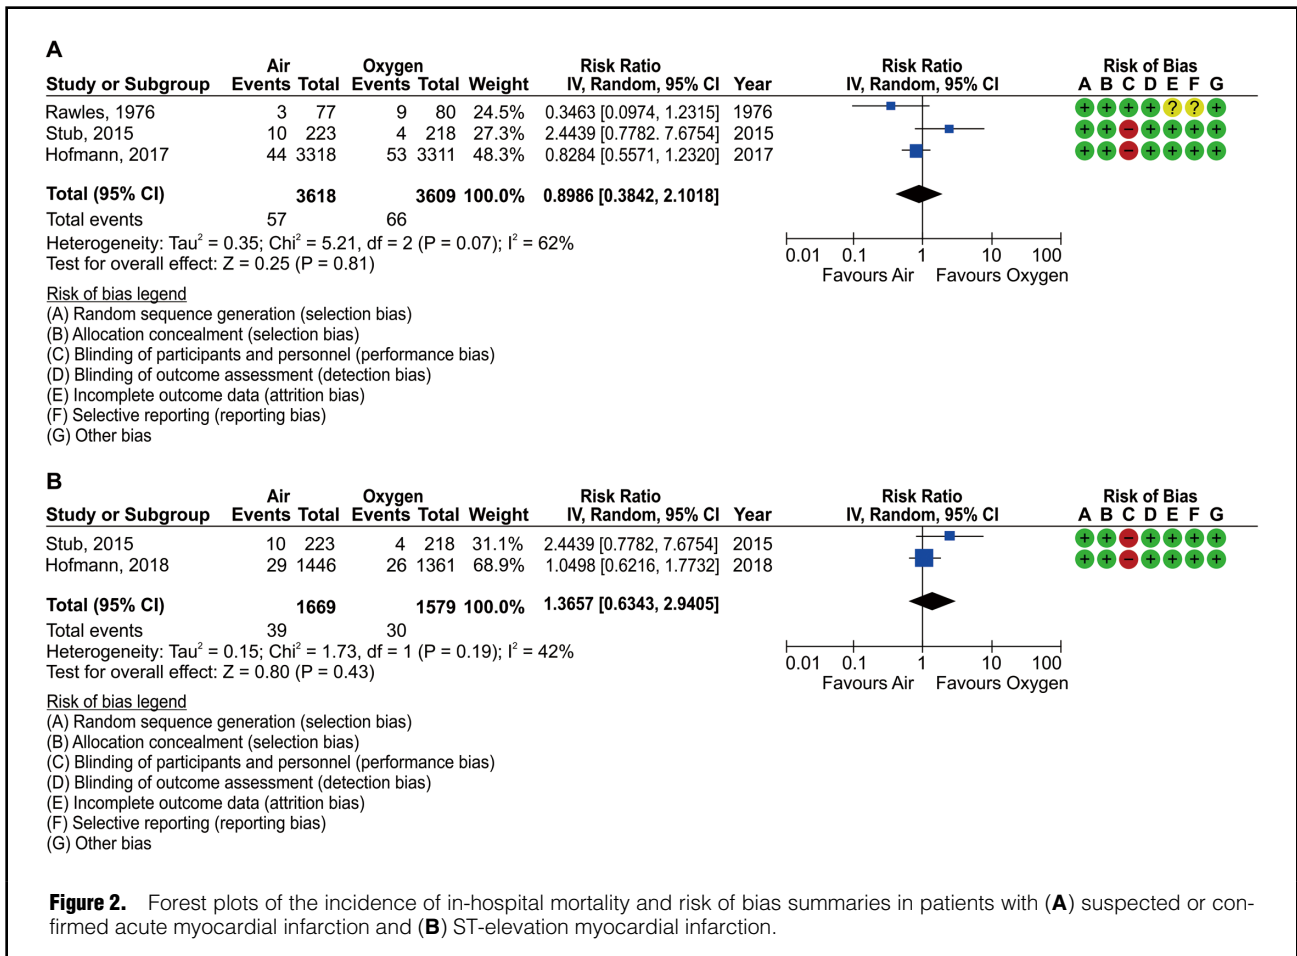 A
Air Oxygen Risk Ratio Risk Ratio Risk of Bias
Study or Subgroup Events Total Events Total Weight IV, Random, 95% CI Year IV, Random, 95% CI A B C D E F G
Rawles, 1976 3 77 9 80 24.5% 0.3463 [0.0974, 1.2315] 1976 + + + + ? ? +
Stub, 2015 10 223 4 218 27.3% 2.4439 [0.7782. 7.6754] 2015 + + − + + + +
Hofmann, 2017 44 3318 53 3311 48.3% 0.8284 [0.5571, 1.2320] 2017 + + − + + + +
Total (95% CI) 3618 3609 100.0% 0.8986 [0.3842, 2.1018]
Total events 57 66
Heterogeneity: Tau² = 0.35; Chi² = 5.21, df = 2 (P = 0.07); I² = 62%
Test for overall effect: Z = 0.25 (P = 0.81)
0.01 0.1 1 10 100
Favours Air Favours Oxygen
Risk of bias legend
(A) Random sequence generation (selection bias)
(B) Allocation concealment (selection bias)
(C) Blinding of participants and personnel (performance bias)
(D) Blinding of outcome assessment (detection bias)
(E) Incomplete outcome data (attrition bias)
(F) Selective reporting (reporting bias)
(G) Other bias
B
Air Oxygen Risk Ratio Risk Ratio Risk of Bias
Study or Subgroup Events Total Events Total Weight IV, Random, 95% CI Year IV, Random, 95% CI A B C D E F G
Stub, 2015 10 223 4 218 31.1% 2.4439 [0.7782, 7.6754] 2015 + + − + + + +
Hofmann, 2018 29 1446 26 1361 68.9% 1.0498 [0.6216, 1.7732] 2018 + + − + + + +
Total (95% CI) 1669 1579 100.0% 1.3657 [0.6343, 2.9405]
Total events 39 30
Heterogeneity: Tau² = 0.15; Chi² = 1.73, df = 1 (P = 0.19); I² = 42%
Test for overall effect: Z = 0.80 (P = 0.43)
0.01 0.1 1 10 100
Favours Air Favours Oxygen
Risk of bias legend
(A) Random sequence generation (selection bias)
(B) Allocation concealment (selection bias)
(C) Blinding of participants and personnel (performance bias)
(D) Blinding of outcome assessment (detection bias)
(E) Incomplete outcome data (attrition bias)
(F) Selective reporting (reporting bias)
(G) Other bias
Figure 2. Forest plots of the incidence of in-hospital mortality and risk of bias summaries in patients with (A) suspected or con-
firmed acute myocardial infarction and (B) ST-elevation myocardial infarction.